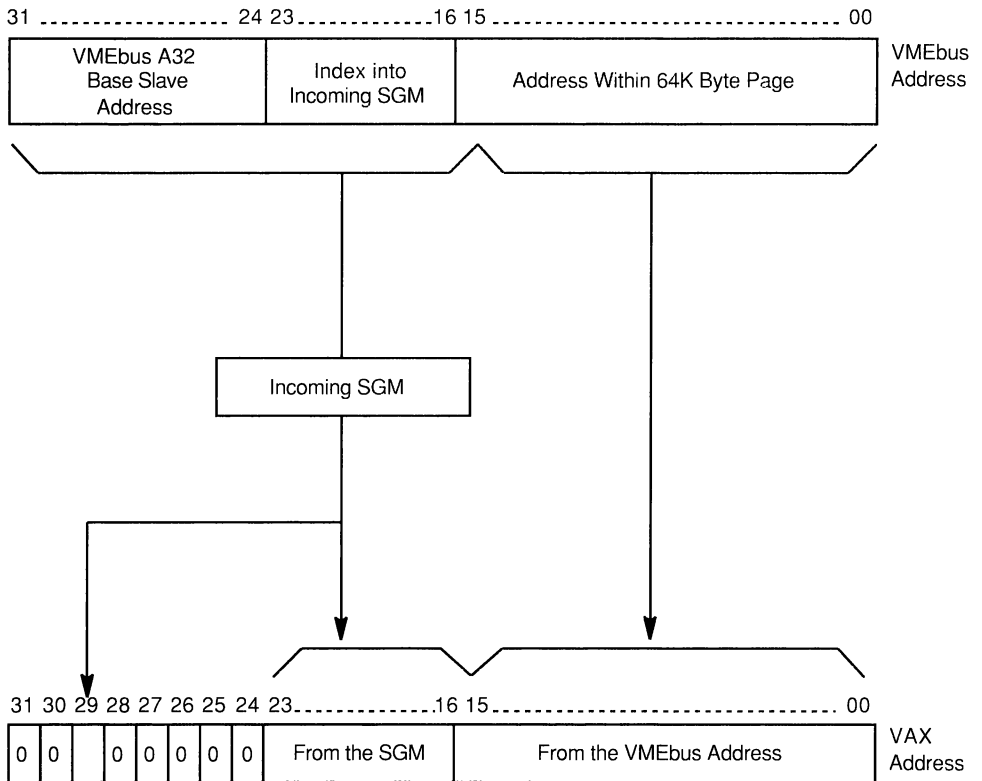 31 ........................ 24 23 ...................16 15 ........................................ 00
VMEbus A32
Base Slave
Address
Index into
Incoming SGM
Address Within 64K Byte Page
VMEbus
Address
Incoming SGM
31 30 29 28 27 26 25 24 23...................16 15........................................ 00
0 0 0 0 0 0 0 From the SGM From the VMEbus Address
VAX
Address